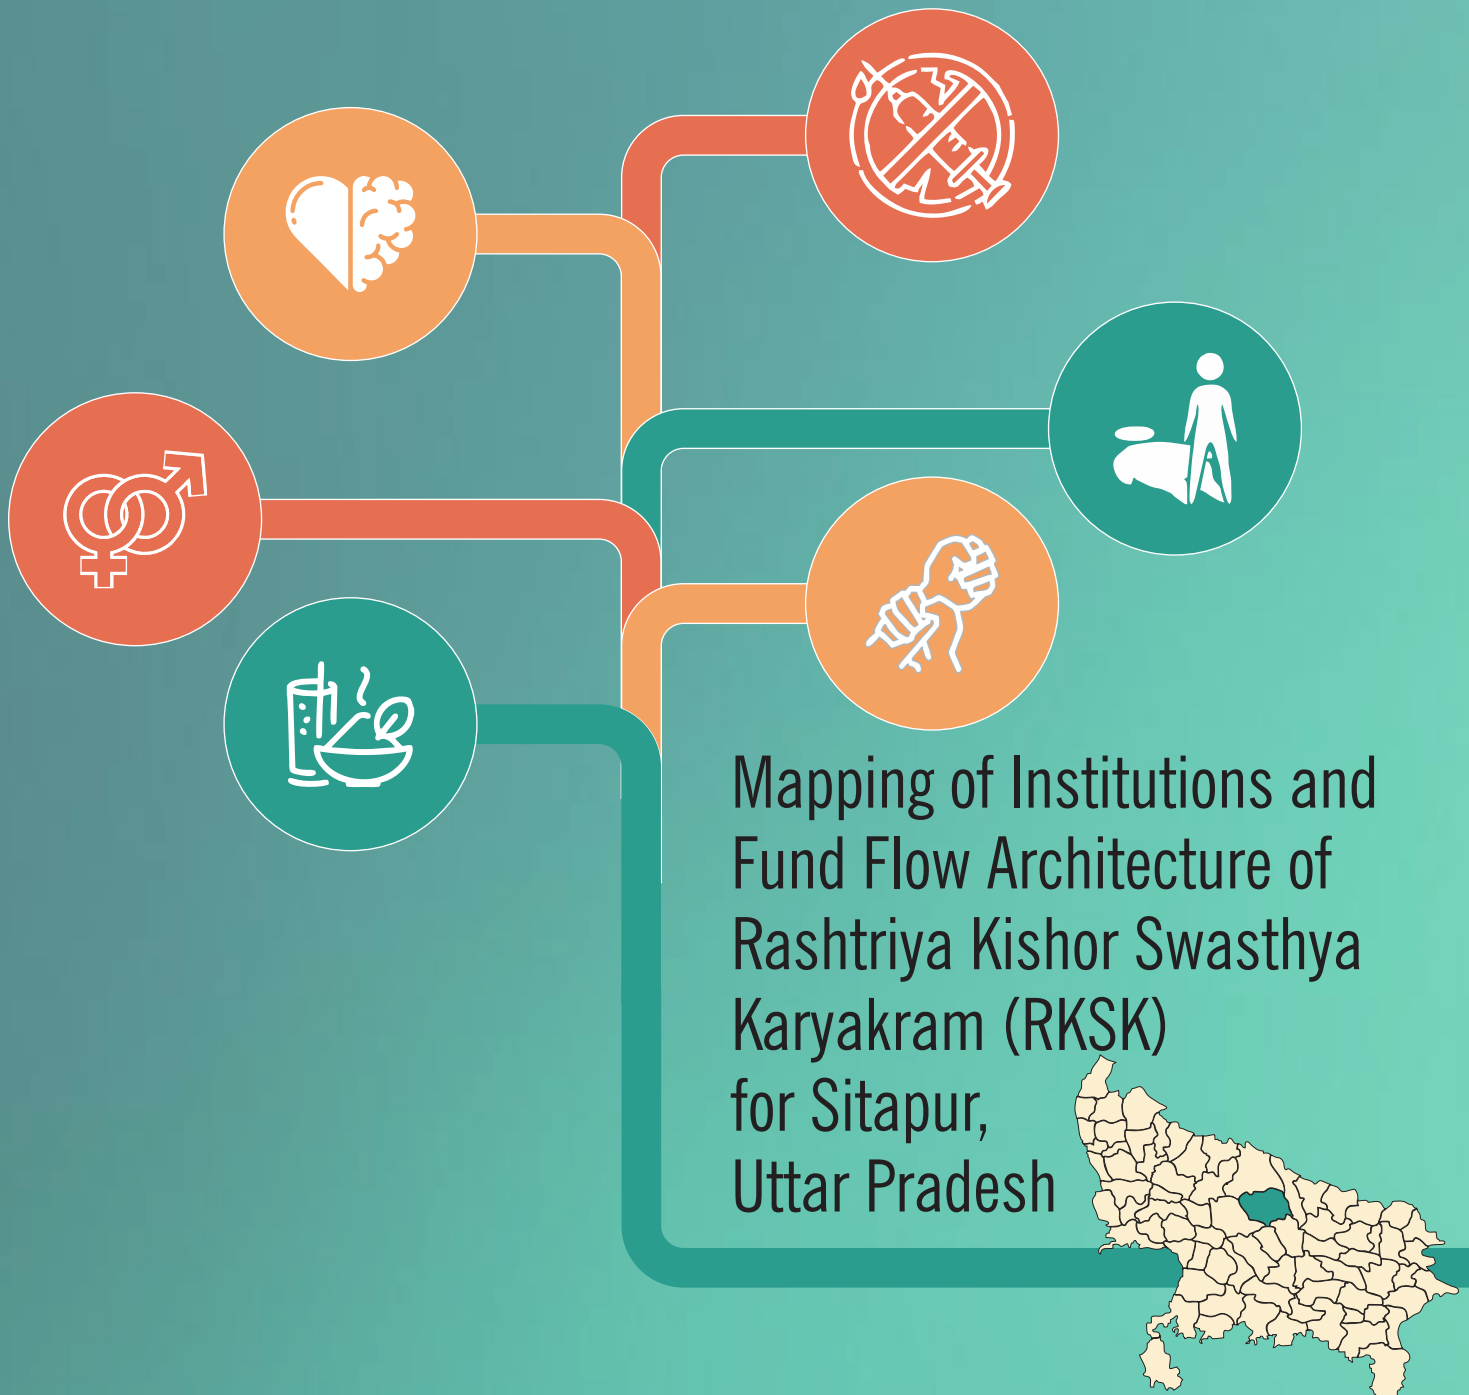 Mapping of Institutions and
Fund Flow Architecture of
Rashtriya Kishor Swasthya
Karyakram (RKSK)
for Sitapur,
Uttar Pradesh